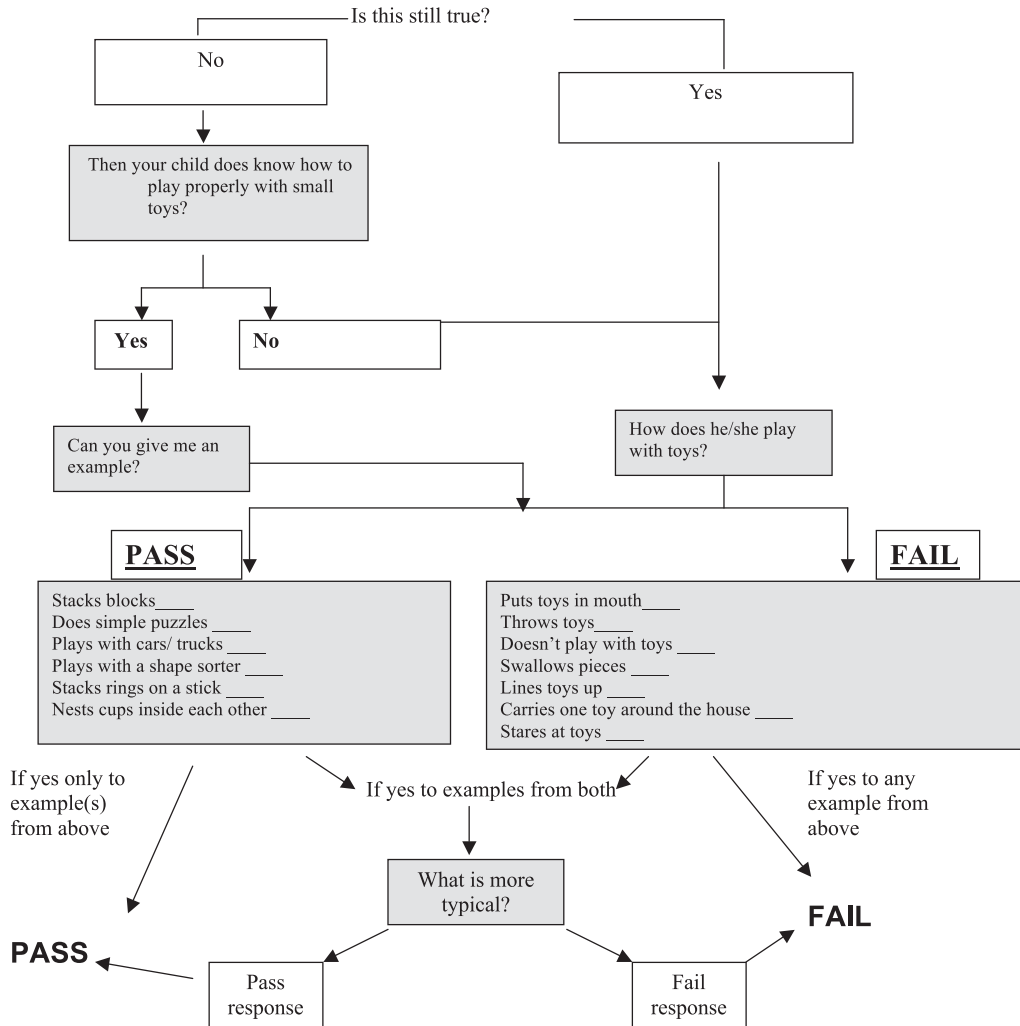 Is this still true?
No
Yes
Then your child does know how to
play properly with small
toys?
Yes
No
Can you give me an
example?
How does he/she play
with toys?
PASS
FAIL
Stacks blocks____
Does simple puzzles ____
Plays with cars/ trucks ____
Plays with a shape sorter ____
Stacks rings on a stick ____
Nests cups inside each other ____
Puts toys in mouth____
Throws toys____
Doesn’t play with toys ____
Swallows pieces ____
Lines toys up ____
Carries one toy around the house ____
Stares at toys ____
If yes only to
example(s)
from above
If yes to examples from both
If yes to any
example from
above
What is more
typical?
PASS
FAIL
Pass
response
Fail
response